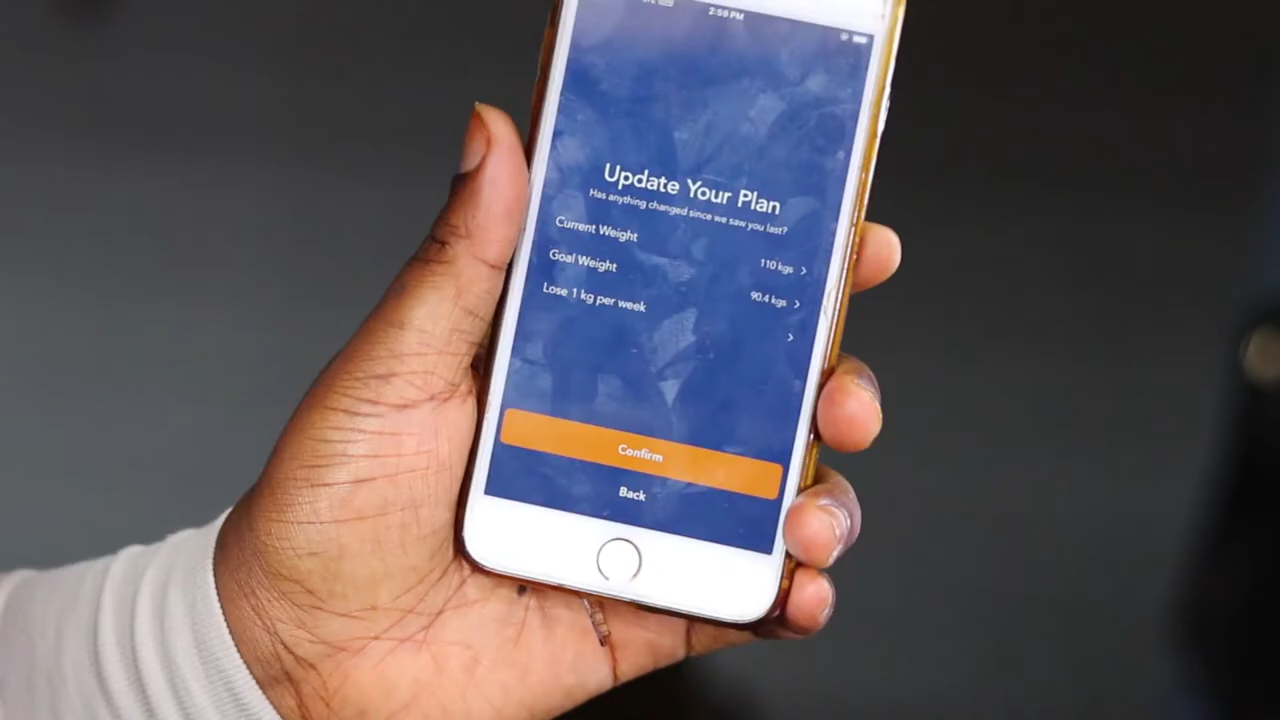 2:59 PM
Update Your Plan
Has anything changed since we saw you last?
Current Weight
110 kgs >
Goal Weight
90.4 kgs >
Lose 1 kg per week
>
Confirm
Back